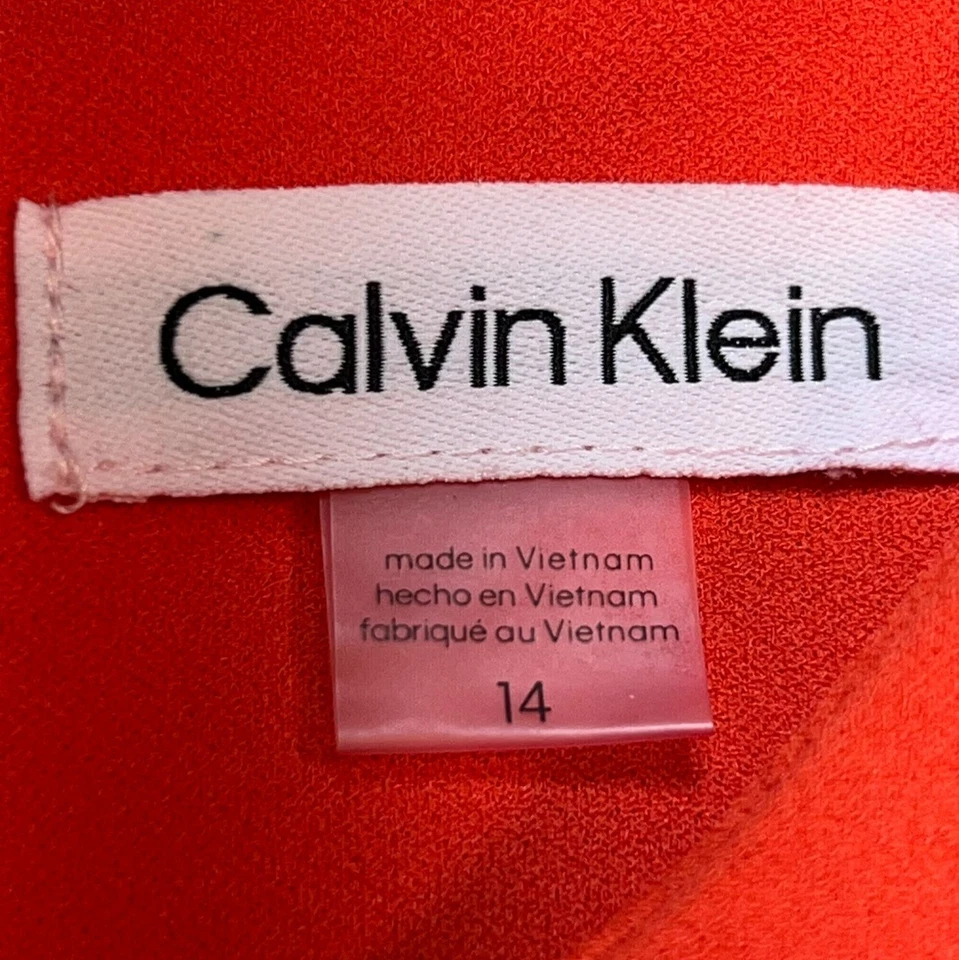 Calvin Klein
made in Vietnam
hecho en Vietnam
fabriqué au Vietnam
14